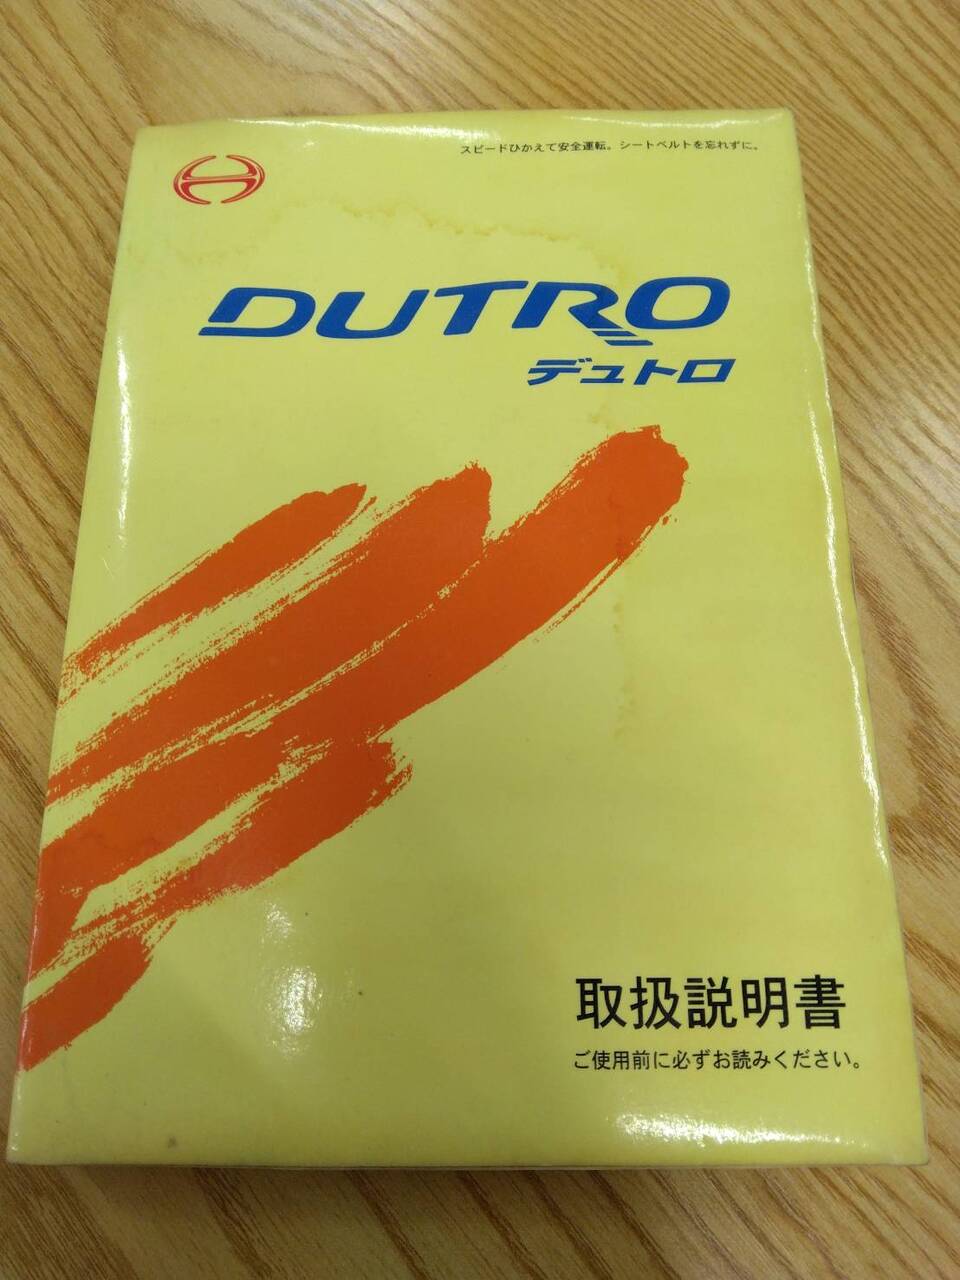 スピードひかえて安全運転。シートベルトを忘れずに。
DUTRO
デュトロ
取扱説明書
ご使用前に必ずお読みください。